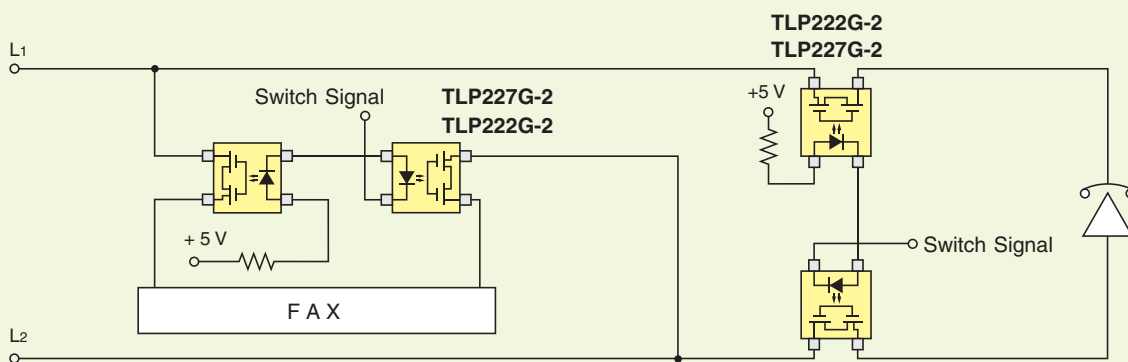 TLP222G-2
TLP227G-2
L1
+5 V
Switch Signal
TLP227G-2
TLP222G-2
+ 5 V
Switch Signal
F A X
L2